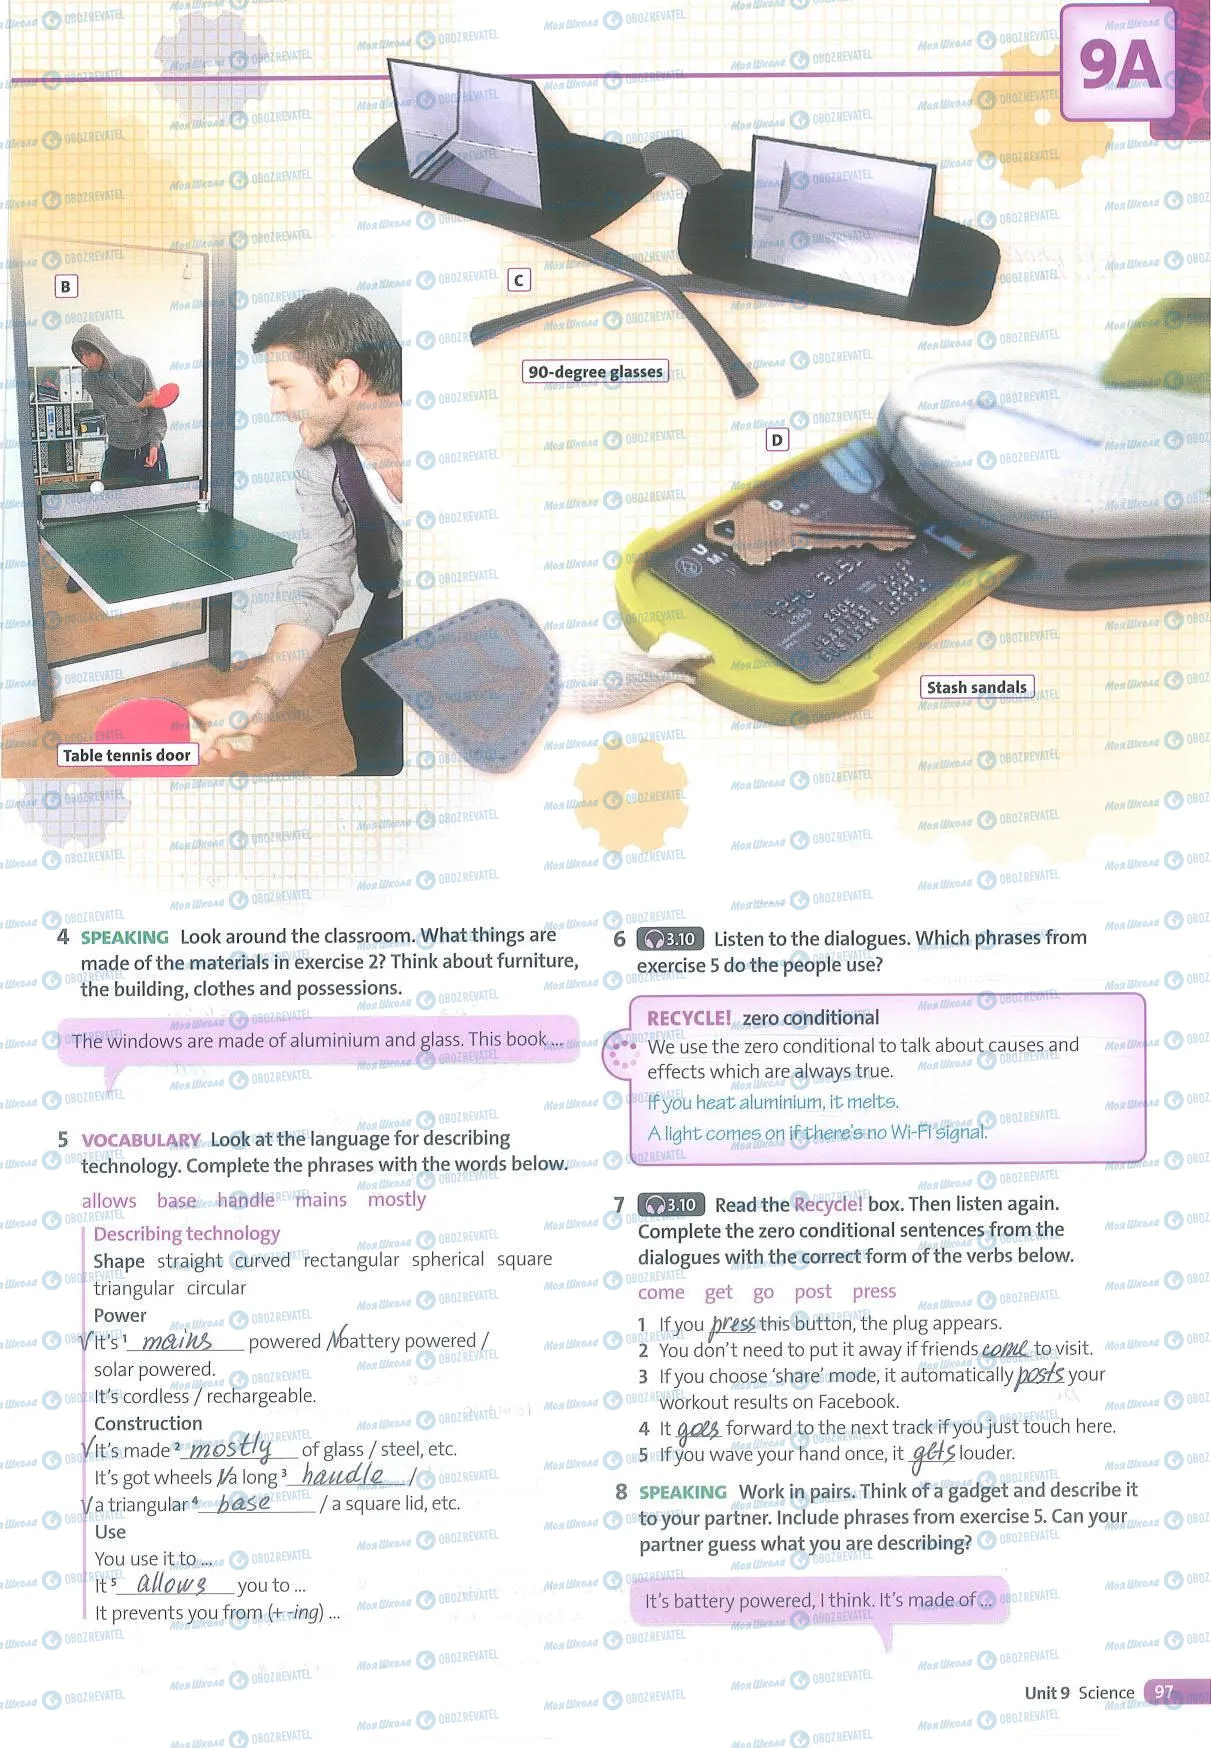 9A
B
C
90-degree glasses
D
Stash sandals
Table tennis door
4 SPEAKING Look around the classroom. What things are
made of the materials in exercise 2? Think about furniture,
the building, clothes and possessions.
The windows are made of aluminium and glass. This book ...
5 VOCABULARY Look at the language for describing
technology. Complete the phrases with the words below.
allows base handle mains mostly
Describing technology
Shape straight curved rectangular spherical square
triangular circular
Power
It's ¹ mains powered / battery powered /
solar powered.
It's cordless / rechargeable.
Construction
It's made ² mostly of glass / steel, etc.
It's got wheels / a long ³ handle /
a triangular ⁴ base / a square lid, etc.
Use
You use it to ...
It ⁵ allows you to ...
It prevents you from (+ -ing) ...
6 3.10 Listen to the dialogues. Which phrases from
exercise 5 do the people use?
RECYCLE! zero conditional
We use the zero conditional to talk about causes and
effects which are always true.
If you heat aluminium, it melts.
A light comes on if there's no Wi-Fi signal.
7 3.10 Read the Recycle! box. Then listen again.
Complete the zero conditional sentences from the
dialogues with the correct form of the verbs below.
come get go post press
1 If you press this button, the plug appears.
2 You don't need to put it away if friends come to visit.
3 If you choose 'share' mode, it automatically posts your
workout results on Facebook.
4 It goes forward to the next track if you just touch here.
5 If you wave your hand once, it gets louder.
8 SPEAKING Work in pairs. Think of a gadget and describe it
to your partner. Include phrases from exercise 5. Can your
partner guess what you are describing?
It's battery powered, I think. It's made of ...
Unit 9 Science 97
Моя Школа OBOZREVATEL